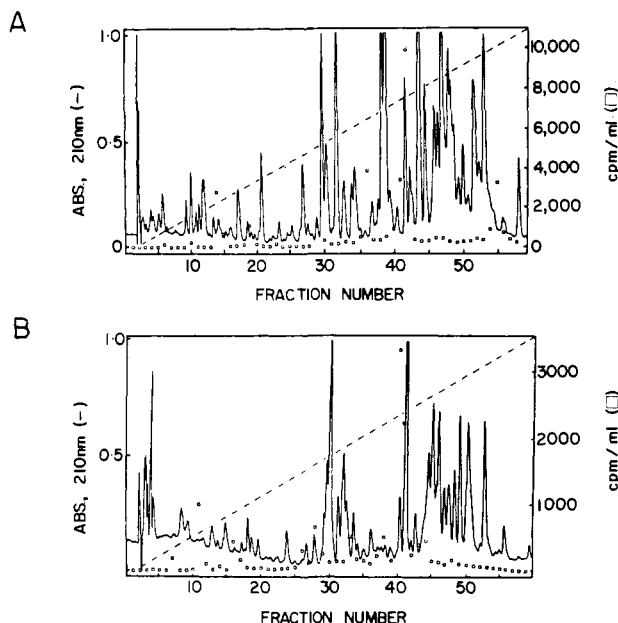 A
1.0
0.5
0
ABS., 210nm (-)
10,000
8,000
6,000
4,000
2,000
0
cpm/ml (□)
10 20 30 40 50
FRACTION NUMBER
B
1.0
0.5
ABS., 210nm (-)
3000
2000
1000
cpm/ml (□)
10 20 30 40 50
FRACTION NUMBER